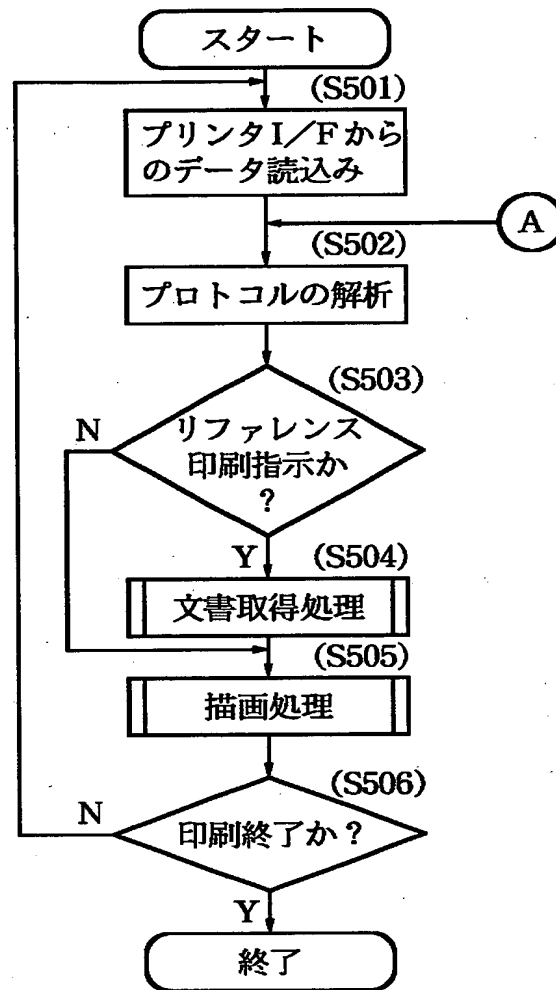 スタート
(S501)
プリンタI/Fから
のデータ読込み
A
(S502)
プロトコルの解析
(S503)
N
リファレンス
印刷指示か
?
Y
(S504)
文書取得処理
(S505)
描画処理
(S506)
N
印刷終了か?
Y
終了